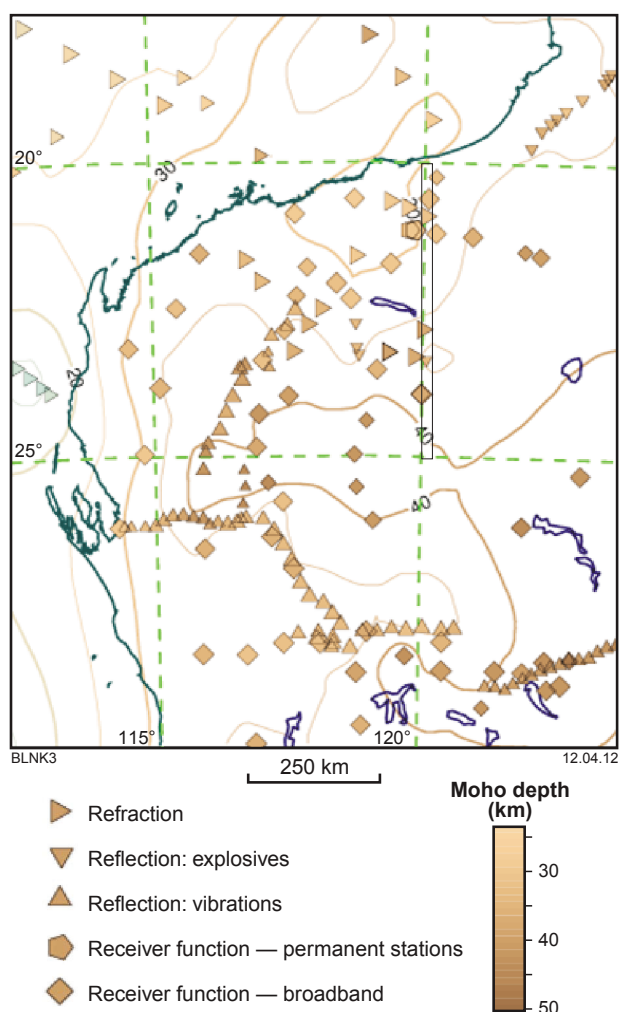 30
20°
30
20
40
25°
40
115°
120°
BLNK3
12.04.12
250 km
Moho depth
(km)
Refraction
Reflection: explosives
Reflection: vibrations
Receiver function — permanent stations
Receiver function — broadband
30
40
50